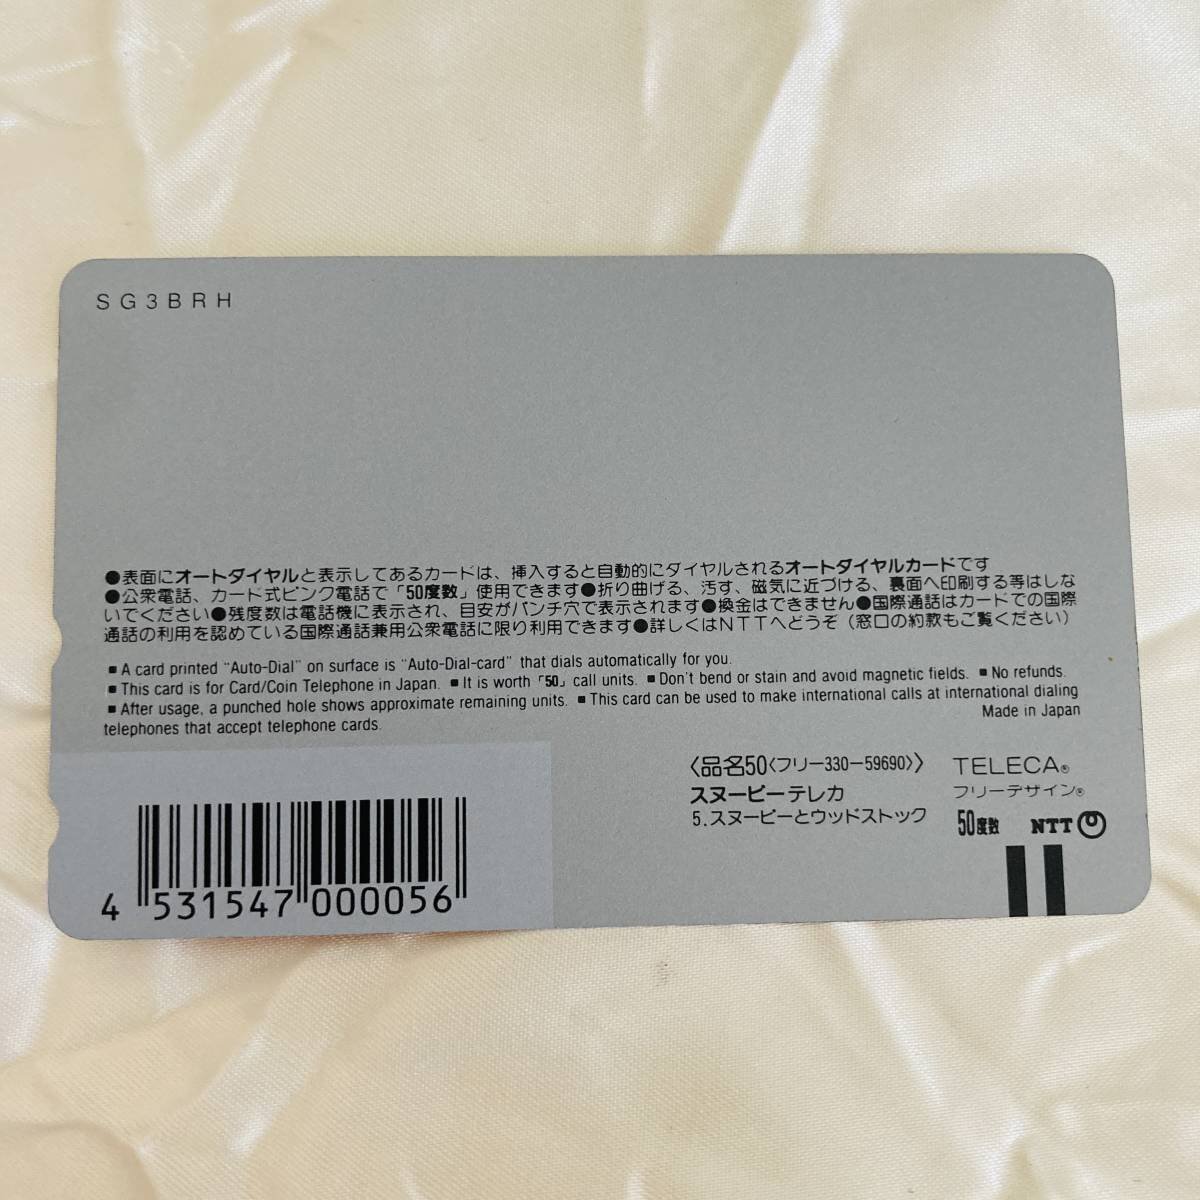 SG3BRH
●表面にオートダイヤルと表示してあるカードは、挿入すると自動的にダイヤルされるオートダイヤルカードです
●公衆電話、カード式ピンク電話で「50度数」使用できます●折り曲げる、汚す、磁気に近づける、裏面へ印刷する等はしな
いでください●残度数は電話機に表示され、目安がパンチ穴で表示されます●換金はできません●国際通話はカードでの国際
通話の利用を認めている国際通話兼用公衆電話に限り利用できます●詳しくはNTTへどうぞ（窓口の約款もご覧ください）
■ A card printed "Auto-Dial" on surface is "Auto-Dial-card" that dials automatically for you.
■ This card is for Card/Coin Telephone in Japan. ■ It is worth「50」call units. ■ Don't bend or stain and avoid magnetic fields. ■ No refunds.
■ After usage, a punched hole shows approximate remaining units. ■ This card can be used to make international calls at international dialing
telephones that accept telephone cards.
Made in Japan
〈品名50〈フリー330-59690〉〉
スヌーピーテレカ
5.スヌーピーとウッドストック
TELECA®
フリーデザイン®
50度数 NTT
4 531547 000056